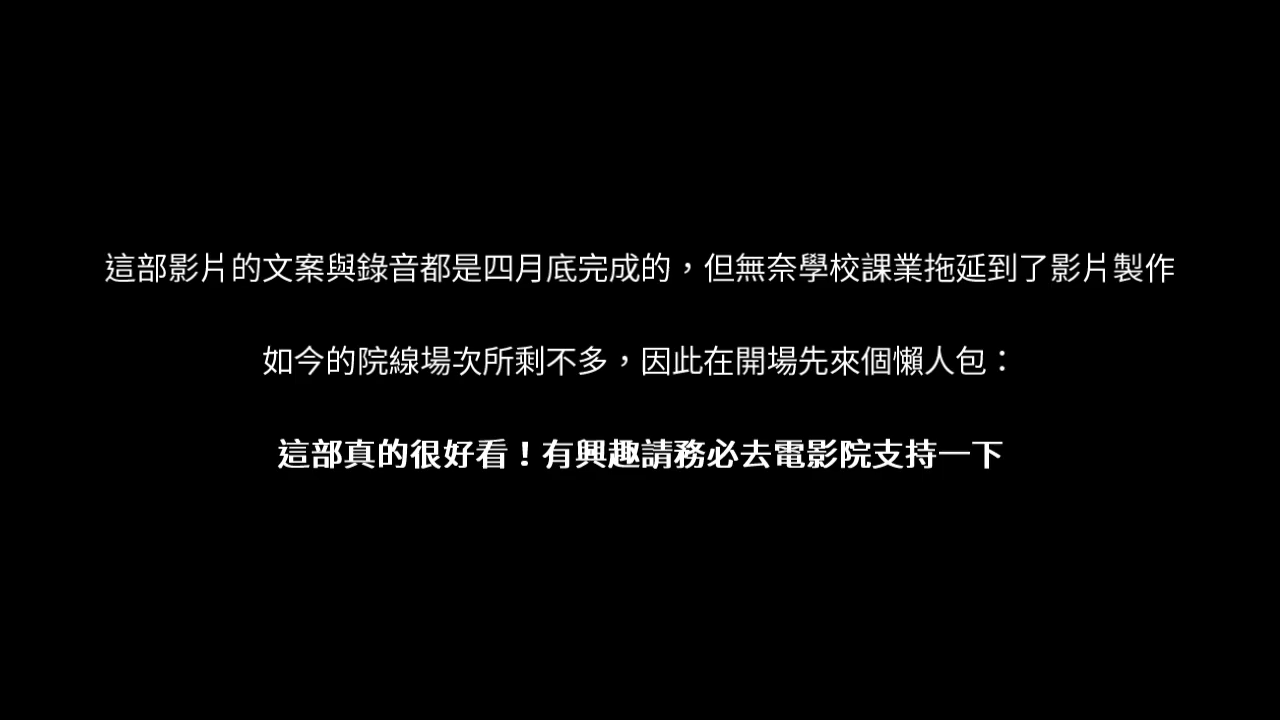 這部影片的文案與錄音都是四月底完成的，但無奈學校課業拖延到了影片製作
如今的院線場次所剩不多，因此在開場先來個懶人包：
這部真的很好看！有興趣請務必去電影院支持一下